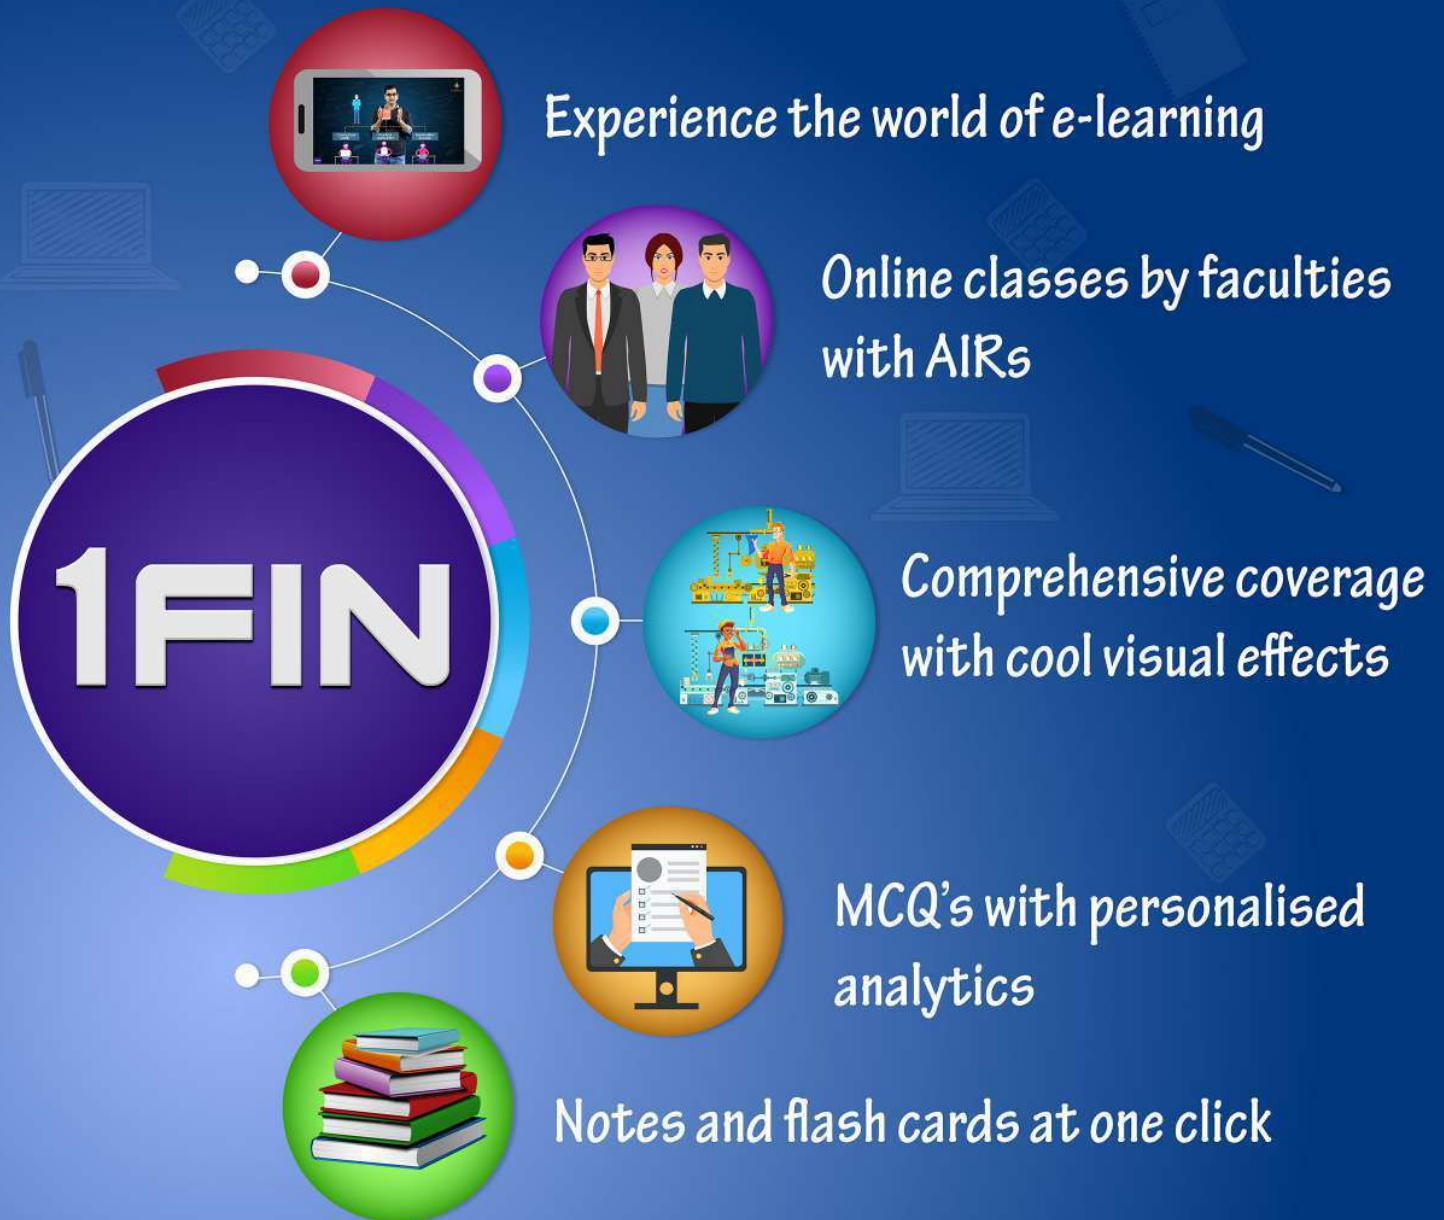 Experience the world of e-learning
Online classes by faculties
with AIRs
1FIN
Comprehensive coverage
with cool visual effects
MCQ's with personalised
analytics
Notes and flash cards at one click